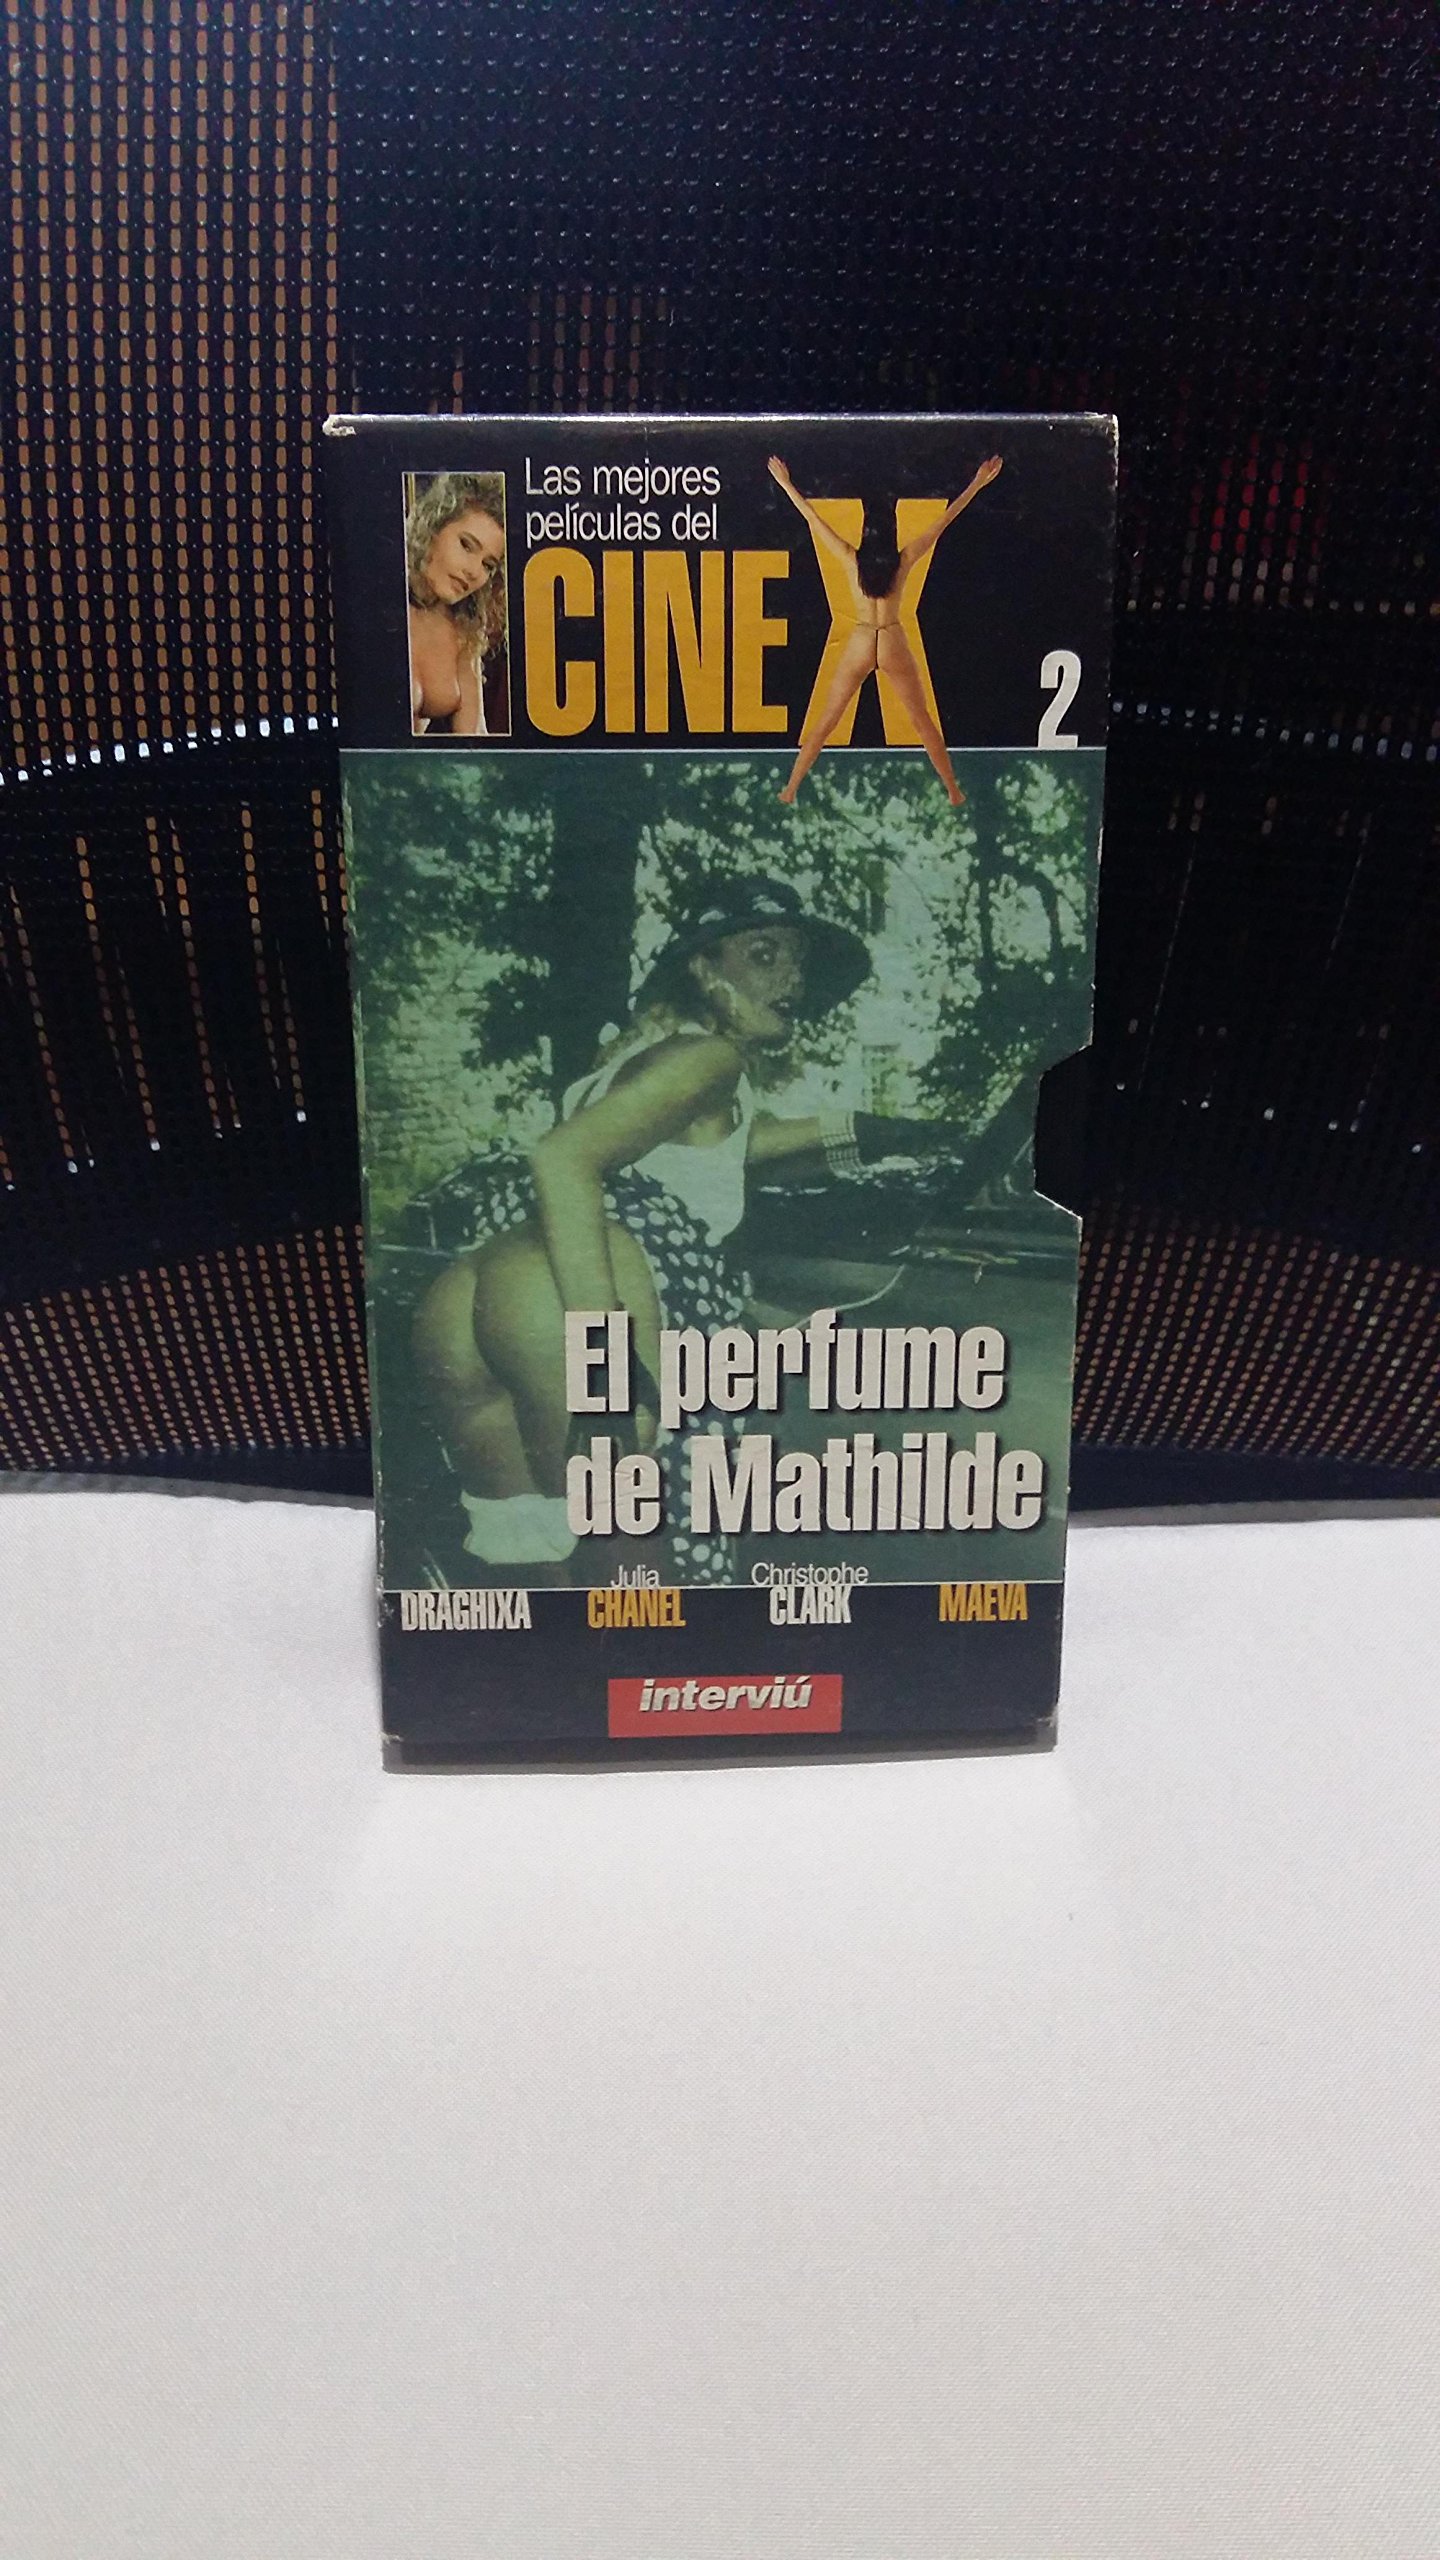 Las mejores
películas del
CINE X
2
El perfume
de Mathilde
DRAGHIXA
Julia
CHANEL
Christophe
CLARK
MAEVA
interviú